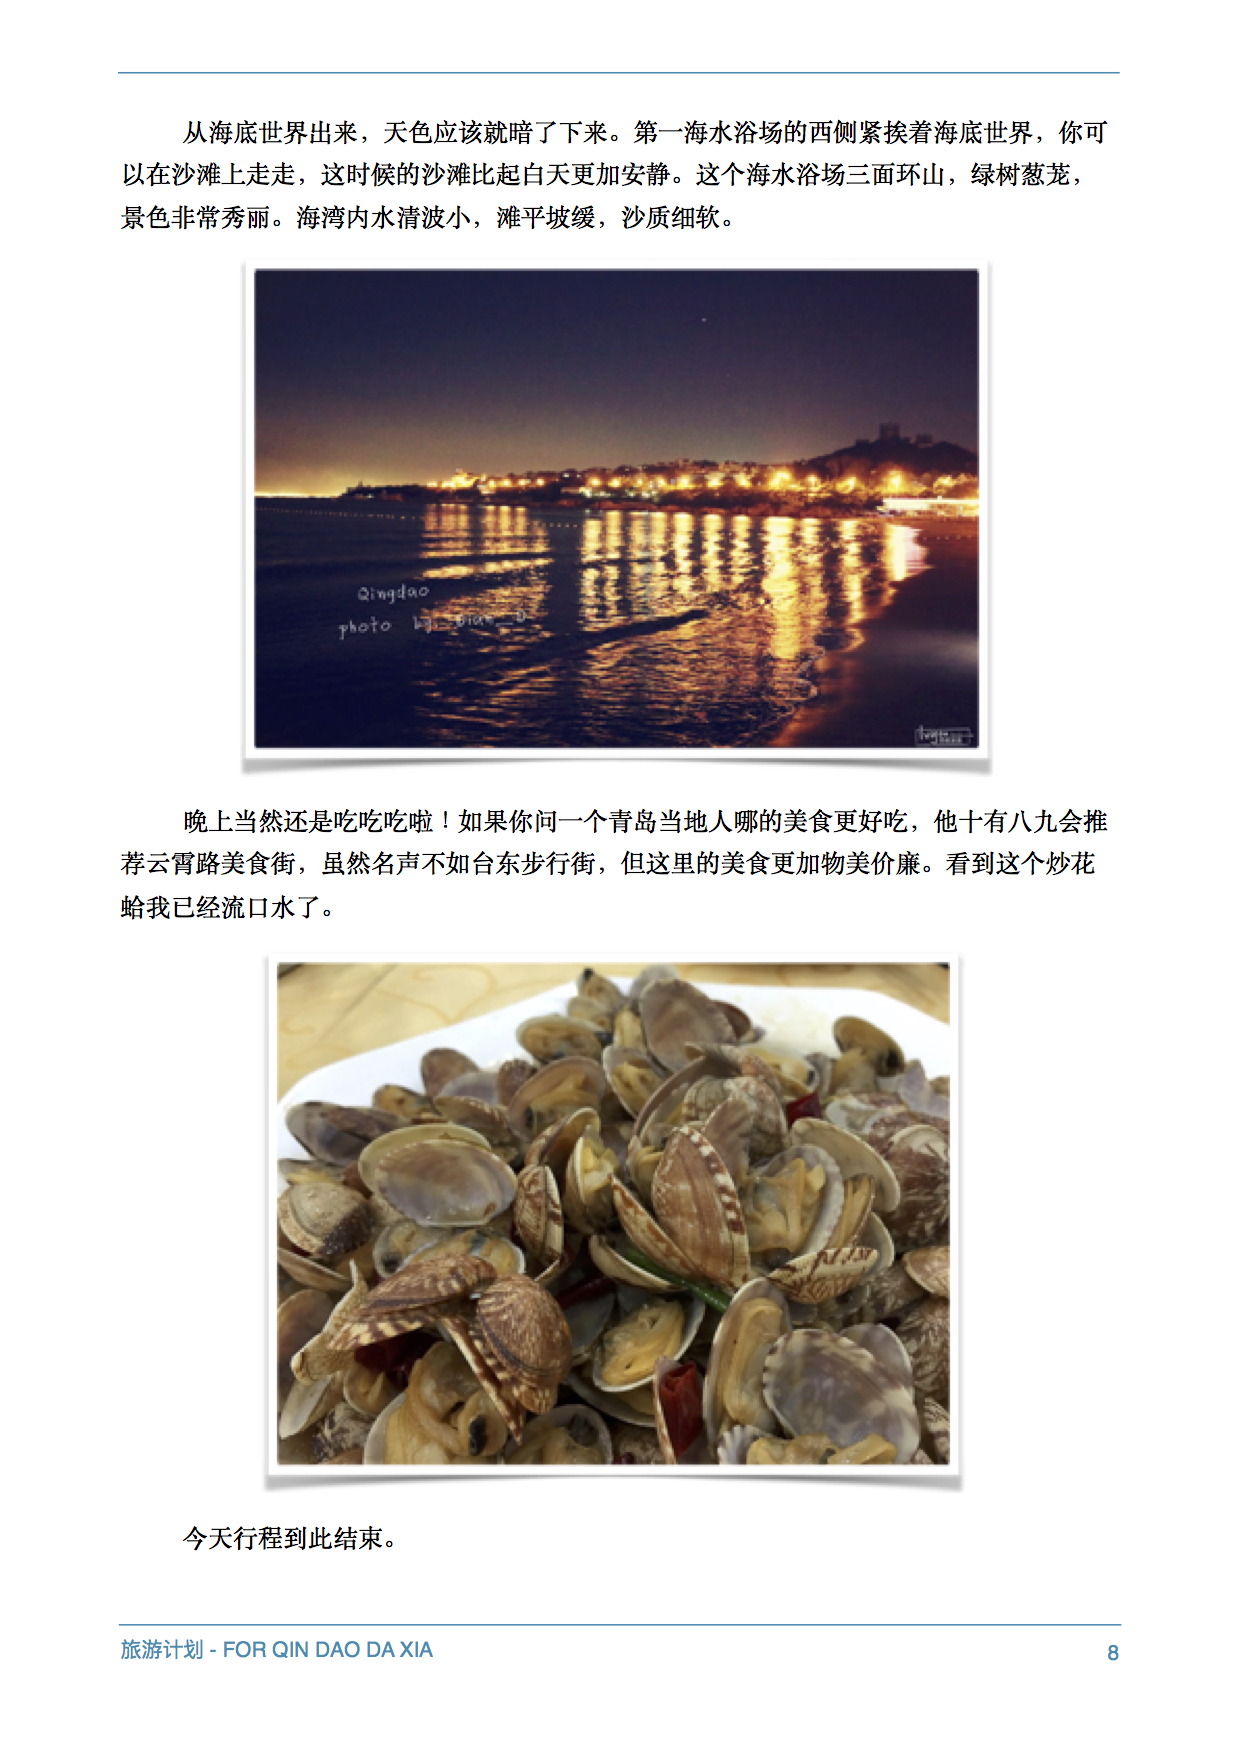 从海底世界出来，天色应该就暗了下来。第一海水浴场的西侧紧挨着海底世界，你可
以在沙滩上走走，这时候的沙滩比起白天更加安静。这个海水浴场三面环山，绿树葱茏，
景色非常秀丽。海湾内水清波小，滩平坡缓，沙质细软。
Qingdao
photo by
晚上当然还是吃吃吃啦！如果你问一个青岛当地人哪的美食更好吃，他十有八九会推
荐云霄路美食街，虽然名声不如台东步行街，但这里的美食更加物美价廉。看到这个炒花
蛤我已经流口水了。
今天行程到此结束。
旅游计划 - FOR QIN DAO DA XIA
8